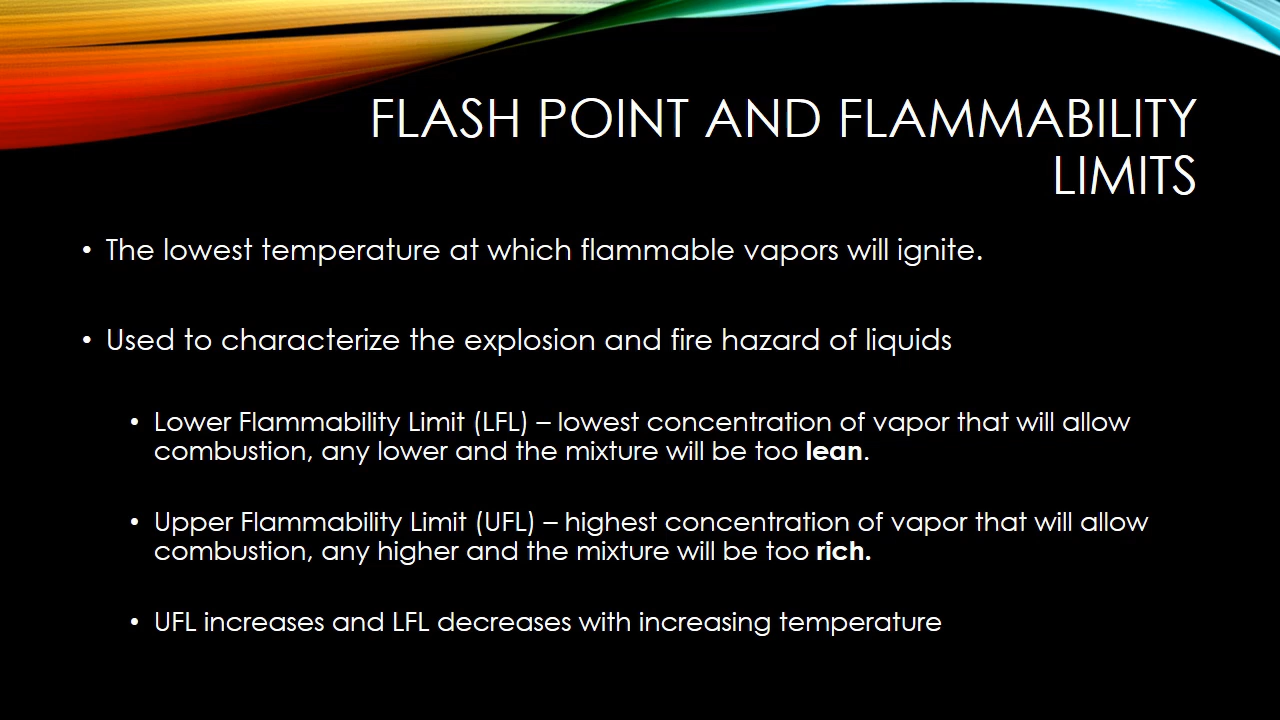 FLASH POINT AND FLAMMABILITY
LIMITS
• The lowest temperature at which flammable vapors will ignite.
• Used to characterize the explosion and fire hazard of liquids
• Lower Flammability Limit (LFL) – lowest concentration of vapor that will allow
combustion, any lower and the mixture will be too lean.
• Upper Flammability Limit (UFL) – highest concentration of vapor that will allow
combustion, any higher and the mixture will be too rich.
• UFL increases and LFL decreases with increasing temperature